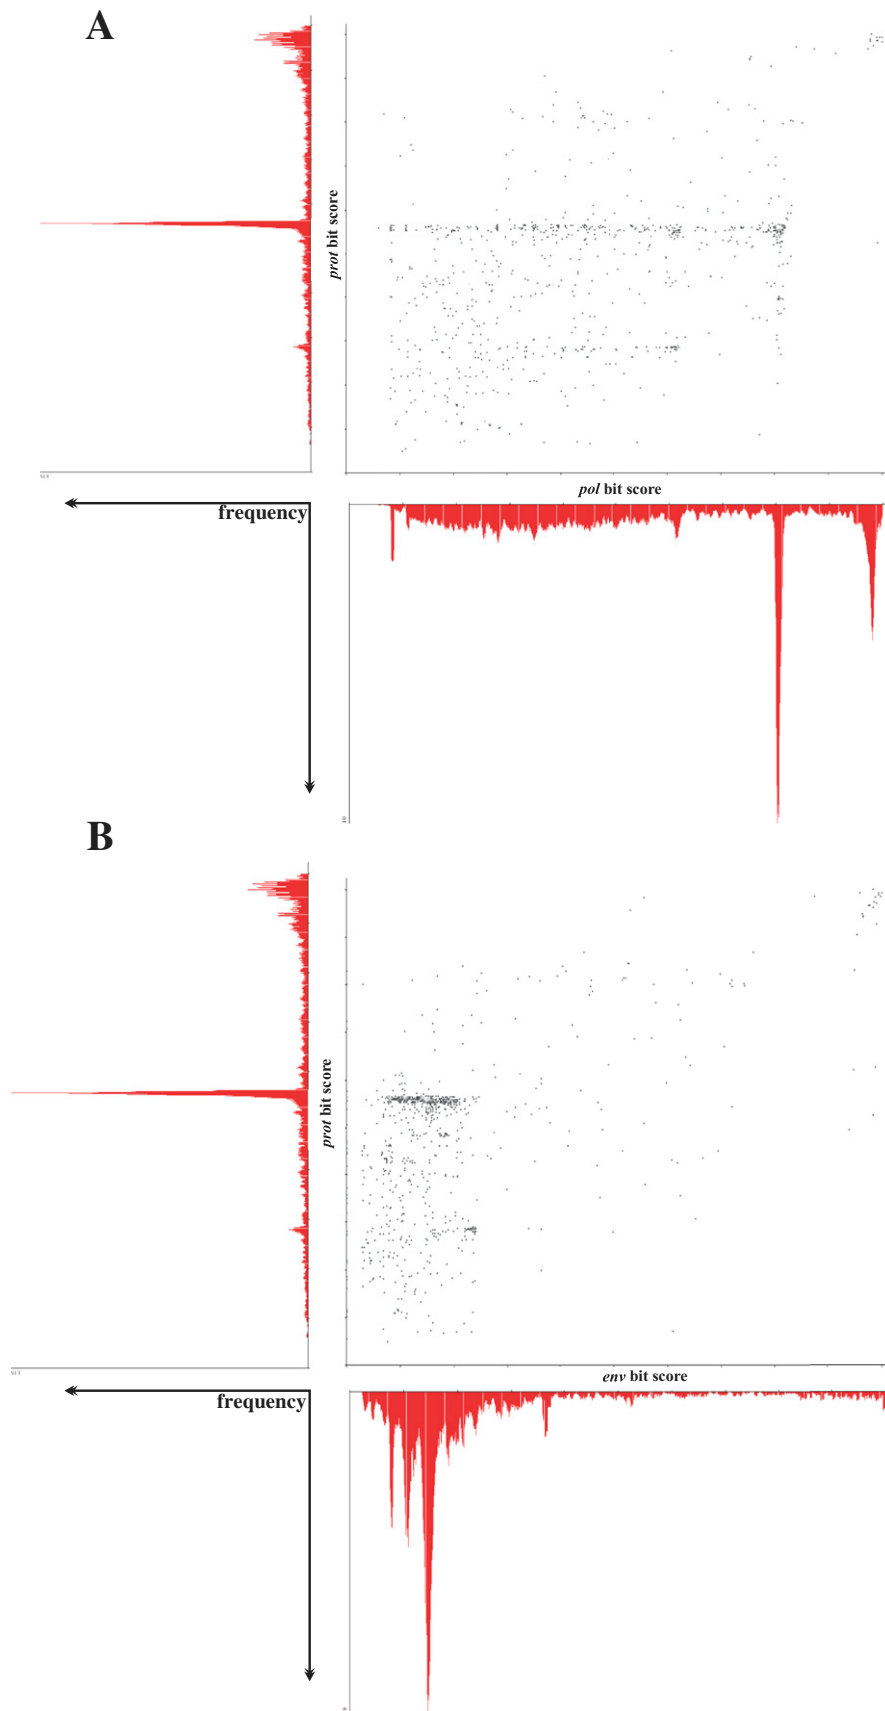 A
prot bit score
pol bit score
frequency
B
prot bit score
env bit score
frequency